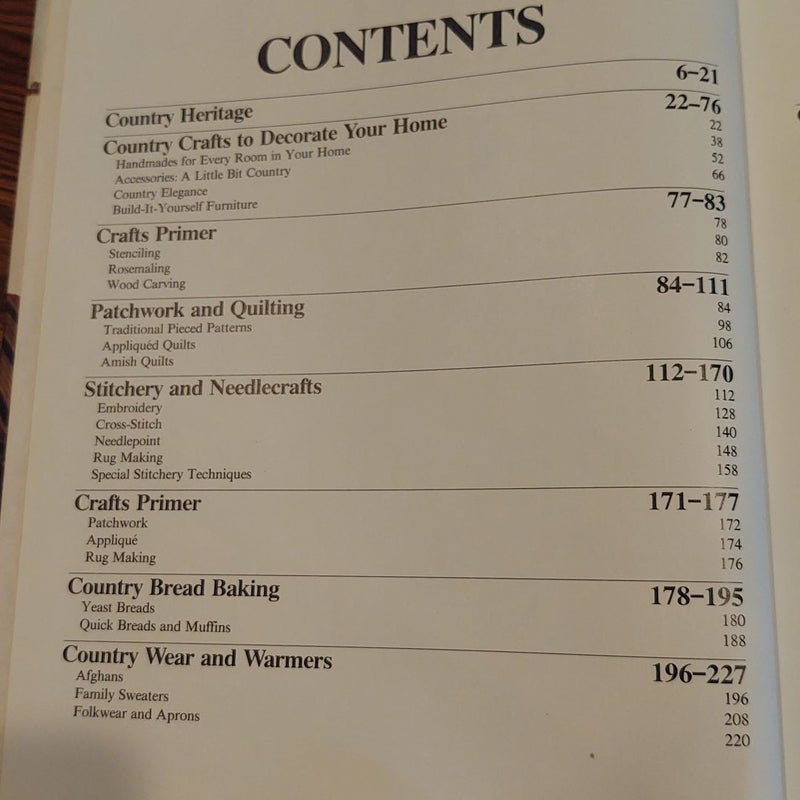 CONTENTS
Country Heritage 6–21
Country Crafts to Decorate Your Home 22–76
Handmades for Every Room in Your Home 22
Accessories: A Little Bit Country 38
Country Elegance 52
Build-It-Yourself Furniture 66
Crafts Primer 77–83
Stenciling 78
Rosemaling 80
Wood Carving 82
Patchwork and Quilting 84–111
Traditional Pieced Patterns 84
Appliquéd Quilts 98
Amish Quilts 106
Stitchery and Needlecrafts 112–170
Embroidery 112
Cross-Stitch 128
Needlepoint 140
Rug Making 148
Special Stitchery Techniques 158
Crafts Primer 171–177
Patchwork 172
Appliqué 174
Rug Making 176
Country Bread Baking 178–195
Yeast Breads 180
Quick Breads and Muffins 188
Country Wear and Warmers 196–227
Afghans 196
Family Sweaters 208
Folkwear and Aprons 220